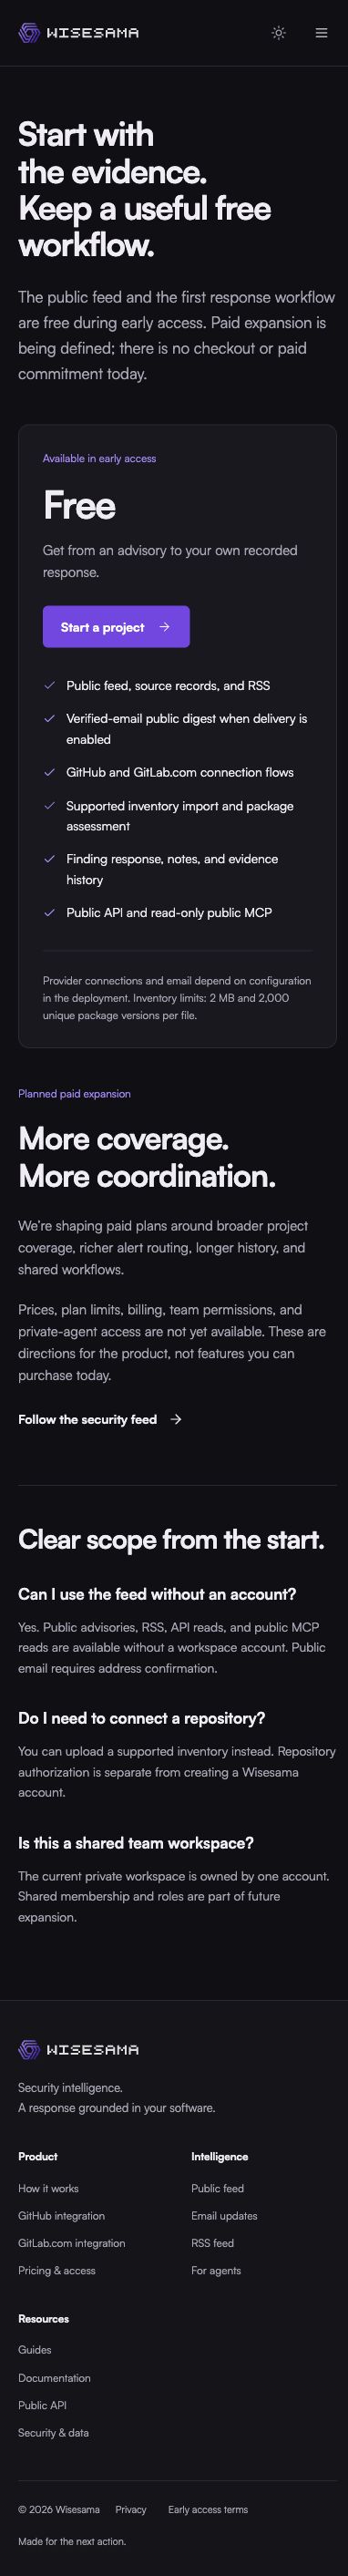 WISESAMA
Start with
the evidence.
Keep a useful free
workflow.
The public feed and the first response workflow
are free during early access. Paid expansion is
being defined; there is no checkout or paid
commitment today.
Available in early access
Free
Get from an advisory to your own recorded
response.
Start a project →
Public feed, source records, and RSS
Verified-email public digest when delivery is
enabled
GitHub and GitLab.com connection flows
Supported inventory import and package
assessment
Finding response, notes, and evidence
history
Public API and read-only public MCP
Provider connections and email depend on configuration
in the deployment. Inventory limits: 2 MB and 2,000
unique package versions per file.
Planned paid expansion
More coverage.
More coordination.
We're shaping paid plans around broader project
coverage, richer alert routing, longer history, and
shared workflows.
Prices, plan limits, billing, team permissions, and
private-agent access are not yet available. These are
directions for the product, not features you can
purchase today.
Follow the security feed →
Clear scope from the start.
Can I use the feed without an account?
Yes. Public advisories, RSS, API reads, and public MCP
reads are available without a workspace account. Public
email requires address confirmation.
Do I need to connect a repository?
You can upload a supported inventory instead. Repository
authorization is separate from creating a Wisesama
account.
Is this a shared team workspace?
The current private workspace is owned by one account.
Shared membership and roles are part of future
expansion.
WISESAMA
Security intelligence.
A response grounded in your software.
Product
How it works
GitHub integration
GitLab.com integration
Pricing & access
Intelligence
Public feed
Email updates
RSS feed
For agents
Resources
Guides
Documentation
Public API
Security & data
© 2026 Wisesama Privacy Early access terms
Made for the next action.